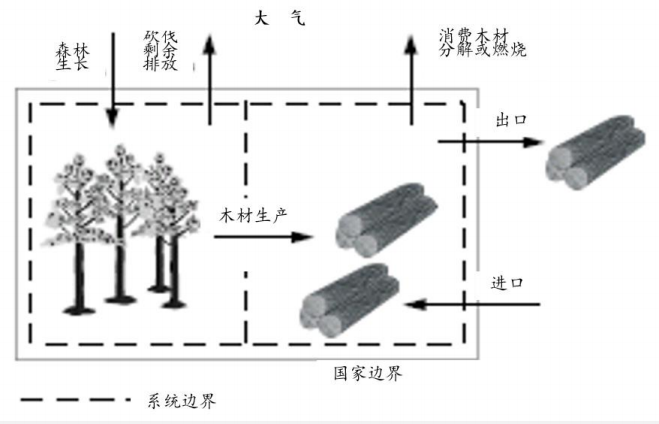 大 气
森林
生长
砍伐
剩余
排放
消费木材
分解或燃烧
出口
木材生产
进口
国家边界
系统边界